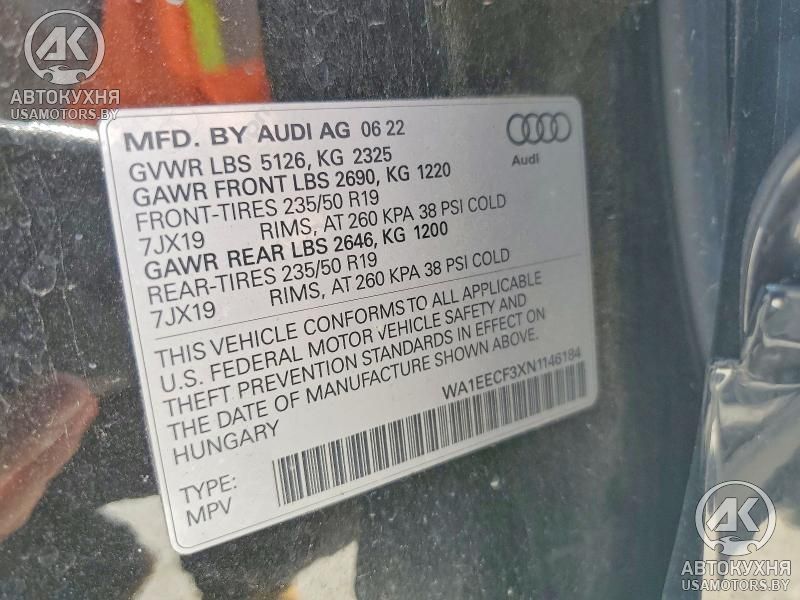 AK
АВТОКУХНЯ
USAMOTORS.BY
MFD. BY AUDI AG 06 22
GVWR LBS 5126, KG 2325
GAWR FRONT LBS 2690, KG 1220
FRONT-TIRES 235/50 R19
7JX19 RIMS, AT 260 KPA 38 PSI COLD
GAWR REAR LBS 2646, KG 1200
REAR-TIRES 235/50 R19
7JX19 RIMS, AT 260 KPA 38 PSI COLD
Audi
THIS VEHICLE CONFORMS TO ALL APPLICABLE
U.S. FEDERAL MOTOR VEHICLE SAFETY AND
THEFT PREVENTION STANDARDS IN EFFECT ON
THE DATE OF MANUFACTURE SHOWN ABOVE.
HUNGARY
WA1EECF3XN1146184
TYPE:
MPV
AK
АВТОКУХНЯ
USAMOTORS.BY